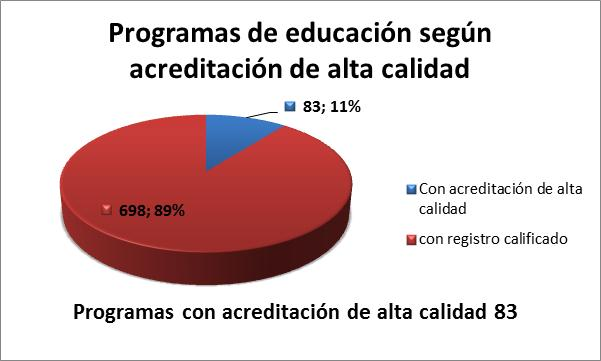 Programas de educación según
acreditación de alta calidad
83; 11%
698; 89%
Con acreditación de alta
calidad
con registro calificado
Programas con acreditación de alta calidad 83